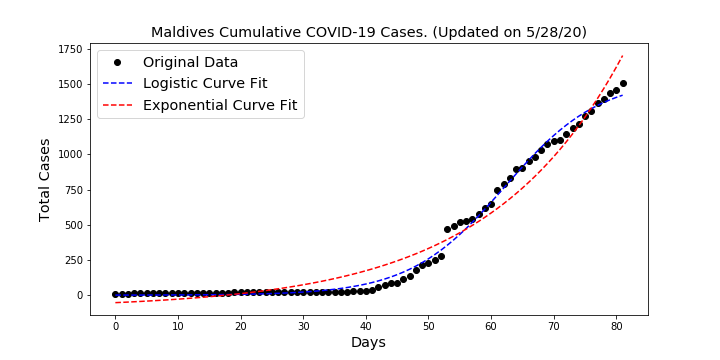 Maldives Cumulative COVID-19 Cases. (Updated on 5/28/20)
Original Data
Logistic Curve Fit
Exponential Curve Fit
Total Cases
1750
1500
1250
1000
750
500
250
0
0 10 20 30 40 50 60 70 80
Days